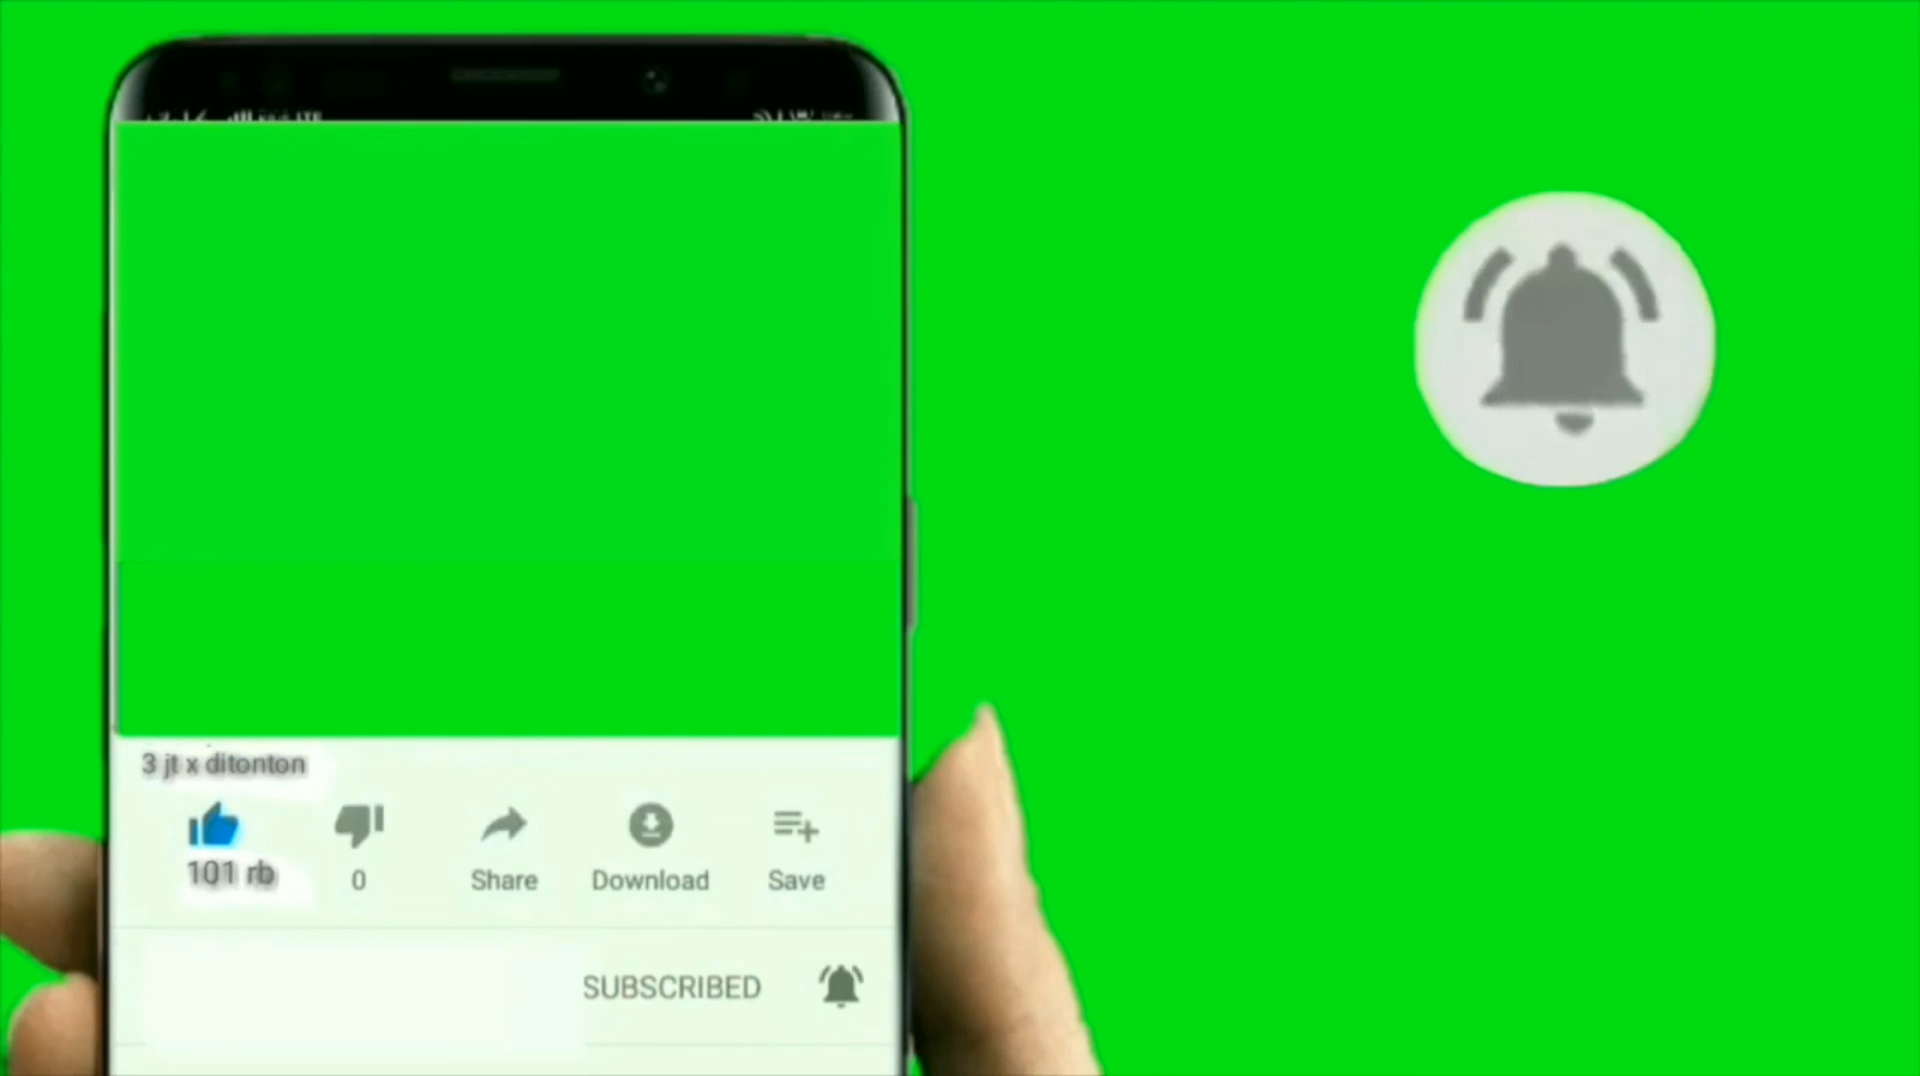 3 jt x ditonton
101 rb
0
Share
Download
Save
SUBSCRIBED